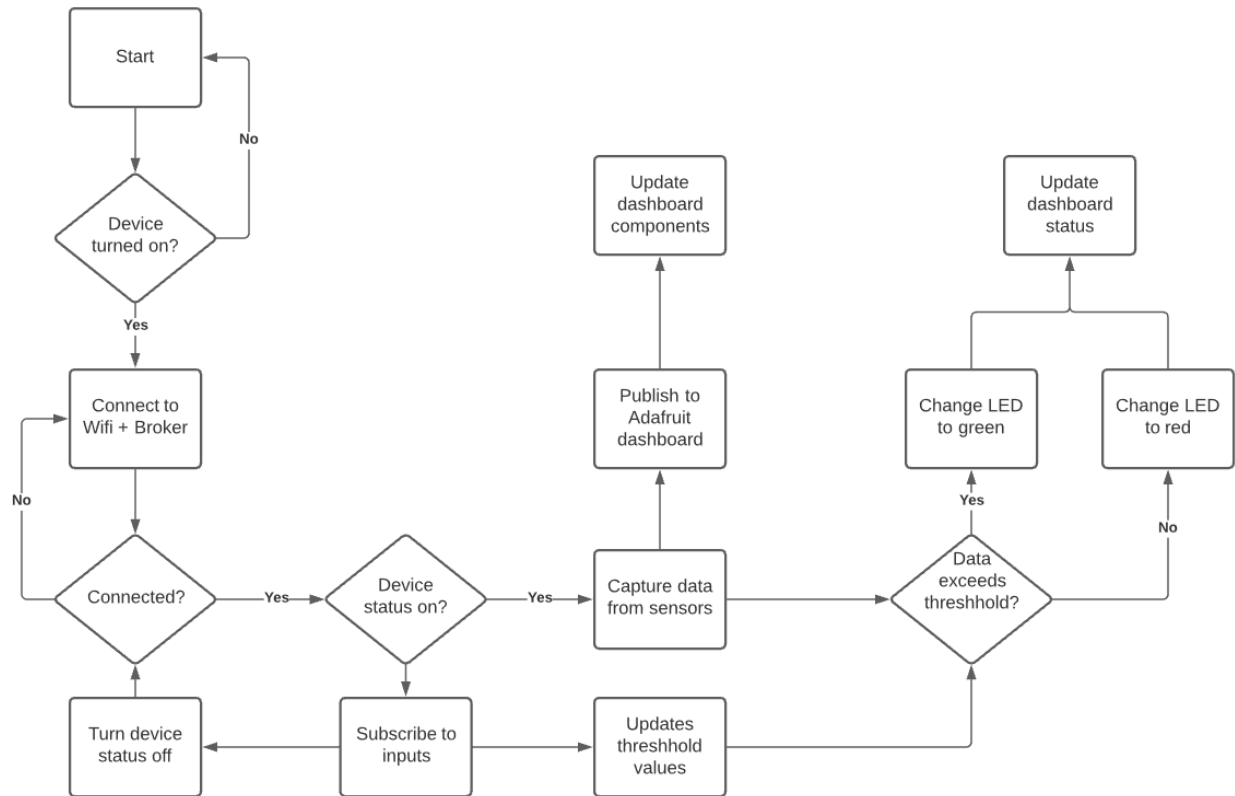 Start
No
Device
turned on?
Yes
Connect to
Wifi + Broker
No
Connected?
Yes
Device
status on?
Yes
Turn device
status off
Subscribe to
inputs
Updates
threshhold
values
Capture data
from sensors
Publish to
Adafruit
dashboard
Update
dashboard
components
Data
exceeds
threshhold?
Yes
No
Change LED
to green
Change LED
to red
Update
dashboard
status